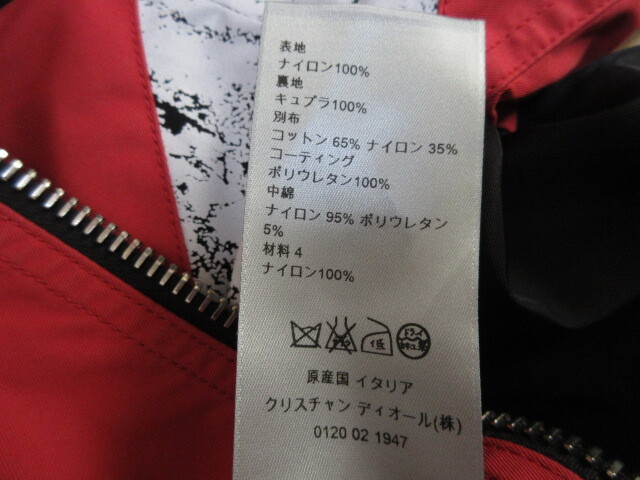 表地
ナイロン100%
裏地
キュプラ100%
別布
コットン 65% ナイロン 35%
コーティング
ポリウレタン100%
中綿
ナイロン 95% ポリウレタン
5%
材料 4
ナイロン100%
低
原産国 イタリア
クリスチャン ディオール(株)
0120 02 1947